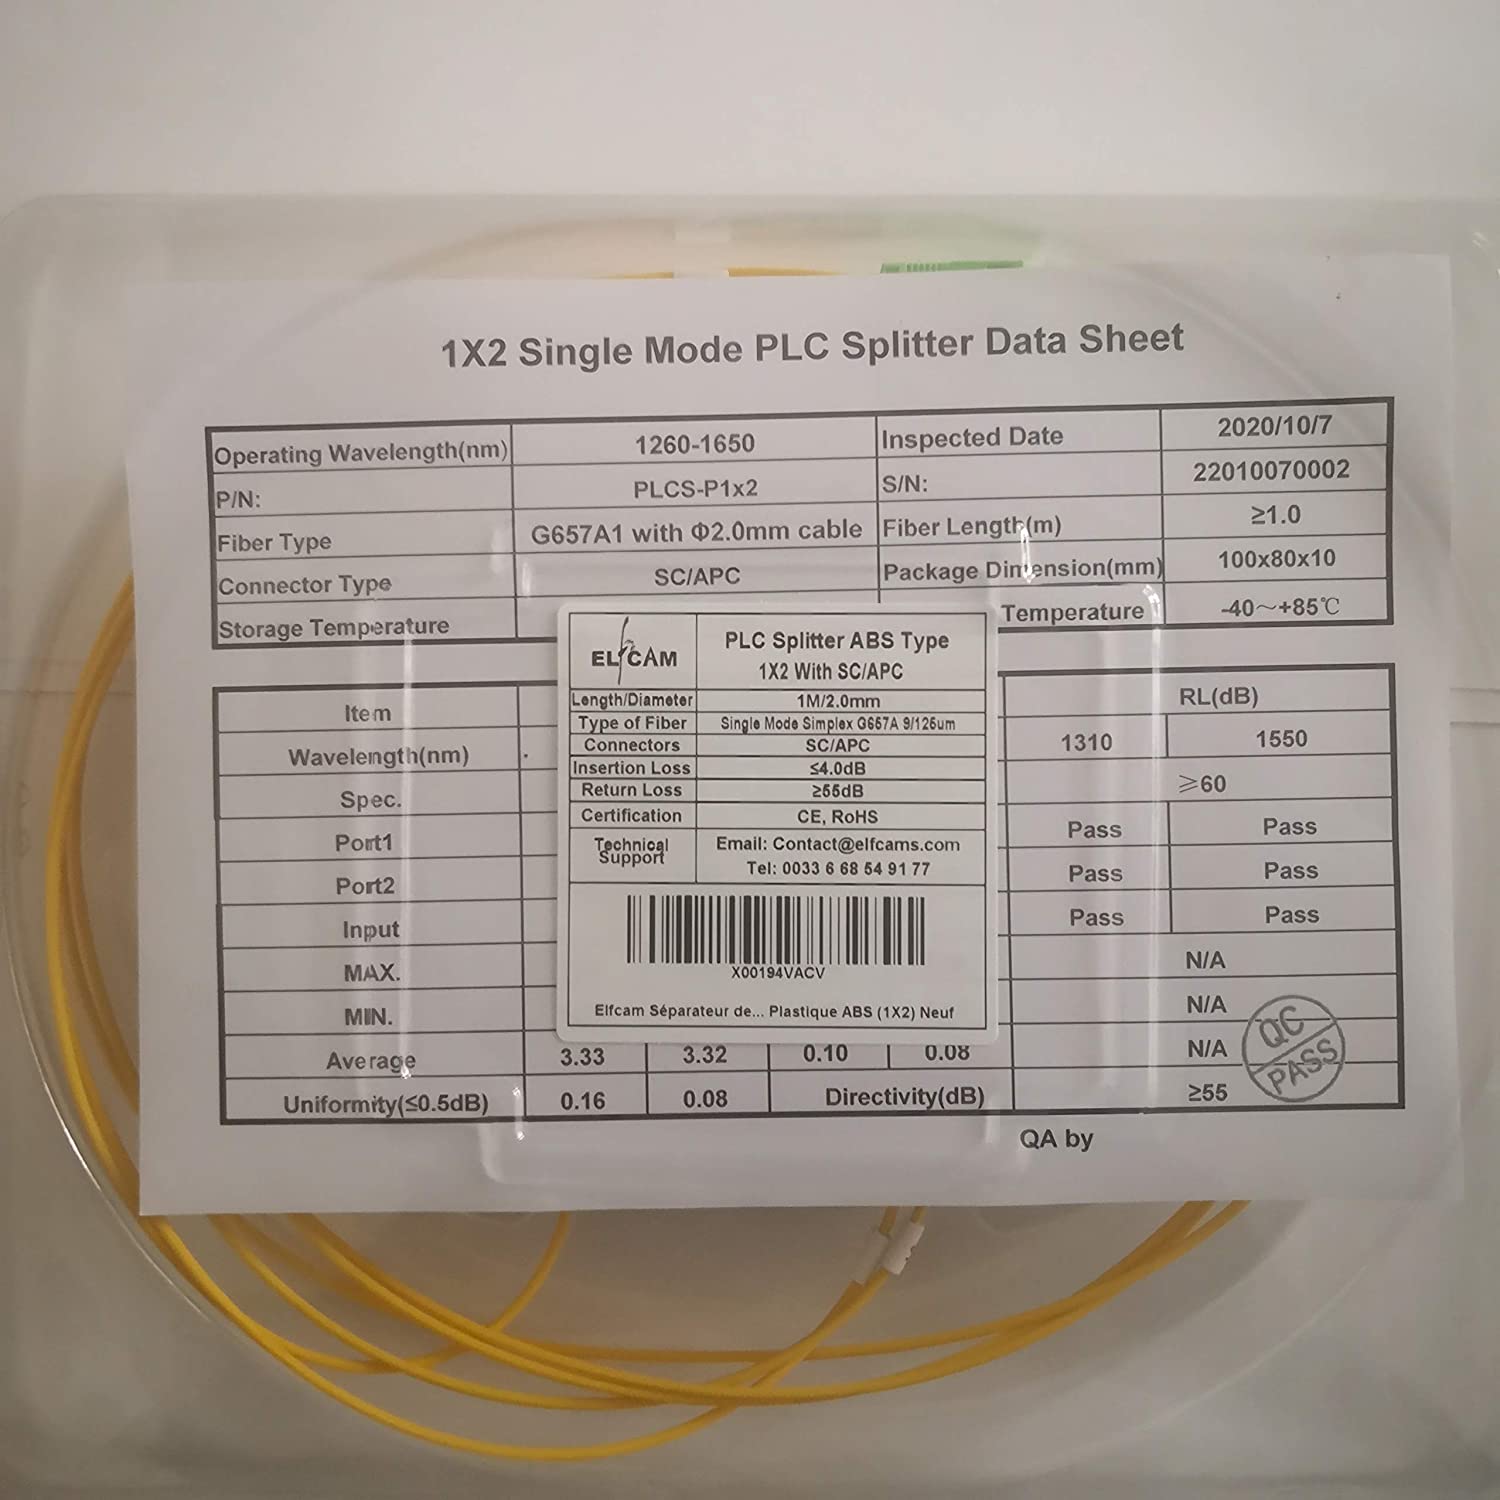 1X2 Single Mode PLC Splitter Data Sheet
Operating Wavelength(nm) 1260-1650 Inspected Date 2020/10/7
P/N: PLCS-P1x2 S/N: 22010070002
Fiber Type G657A1 with Φ2.0mm cable Fiber Length(m) ≥1.0
Connector Type SC/APC Package Dimension(mm) 100x80x10
Storage Temperature Temperature -40～+85℃
ELFCAM PLC Splitter ABS Type
1X2 With SC/APC
Length/Diameter 1M/2.0mm
Type of Fiber Single Mode Simplex G657A 9/125um
Connectors SC/APC
Insertion Loss ≤4.0dB
Return Loss ≥55dB
Certification CE, RoHS
Technical Support Email: Contact@elfcams.com
Tel: 0033 6 68 54 91 77
X00194VACV
Elfcam Séparateur de... Plastique ABS (1X2) Neuf
Item RL(dB)
Wavelength(nm) 1310 1550
Spec. ≥60
Port1 Pass Pass
Port2 Pass Pass
Input Pass Pass
MAX. N/A
MIN. N/A
Average 3.33 3.32 0.10 0.08 N/A
Uniformity(≤0.5dB) 0.16 0.08 Directivity(dB) ≥55
QC
PASS
QA by